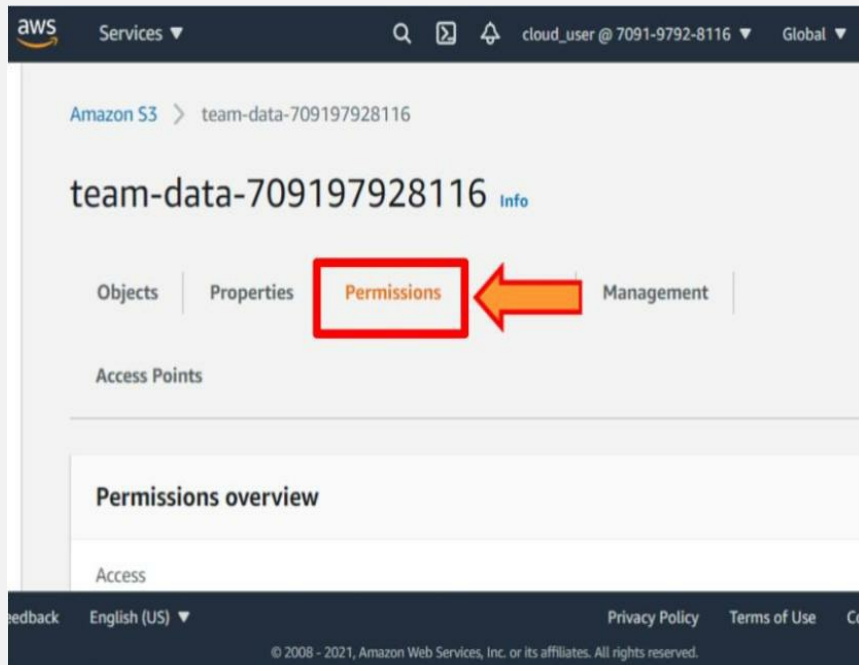 aws Services ▼ cloud_user @ 7091-9792-8116 ▼ Global ▼
Amazon S3 > team-data-709197928116
team-data-709197928116 Info
Objects Properties Permissions Management
Access Points
Permissions overview
Access
eedback English (US) ▼ Privacy Policy Terms of Use
© 2008 - 2021, Amazon Web Services, Inc. or its affiliates. All rights reserved.